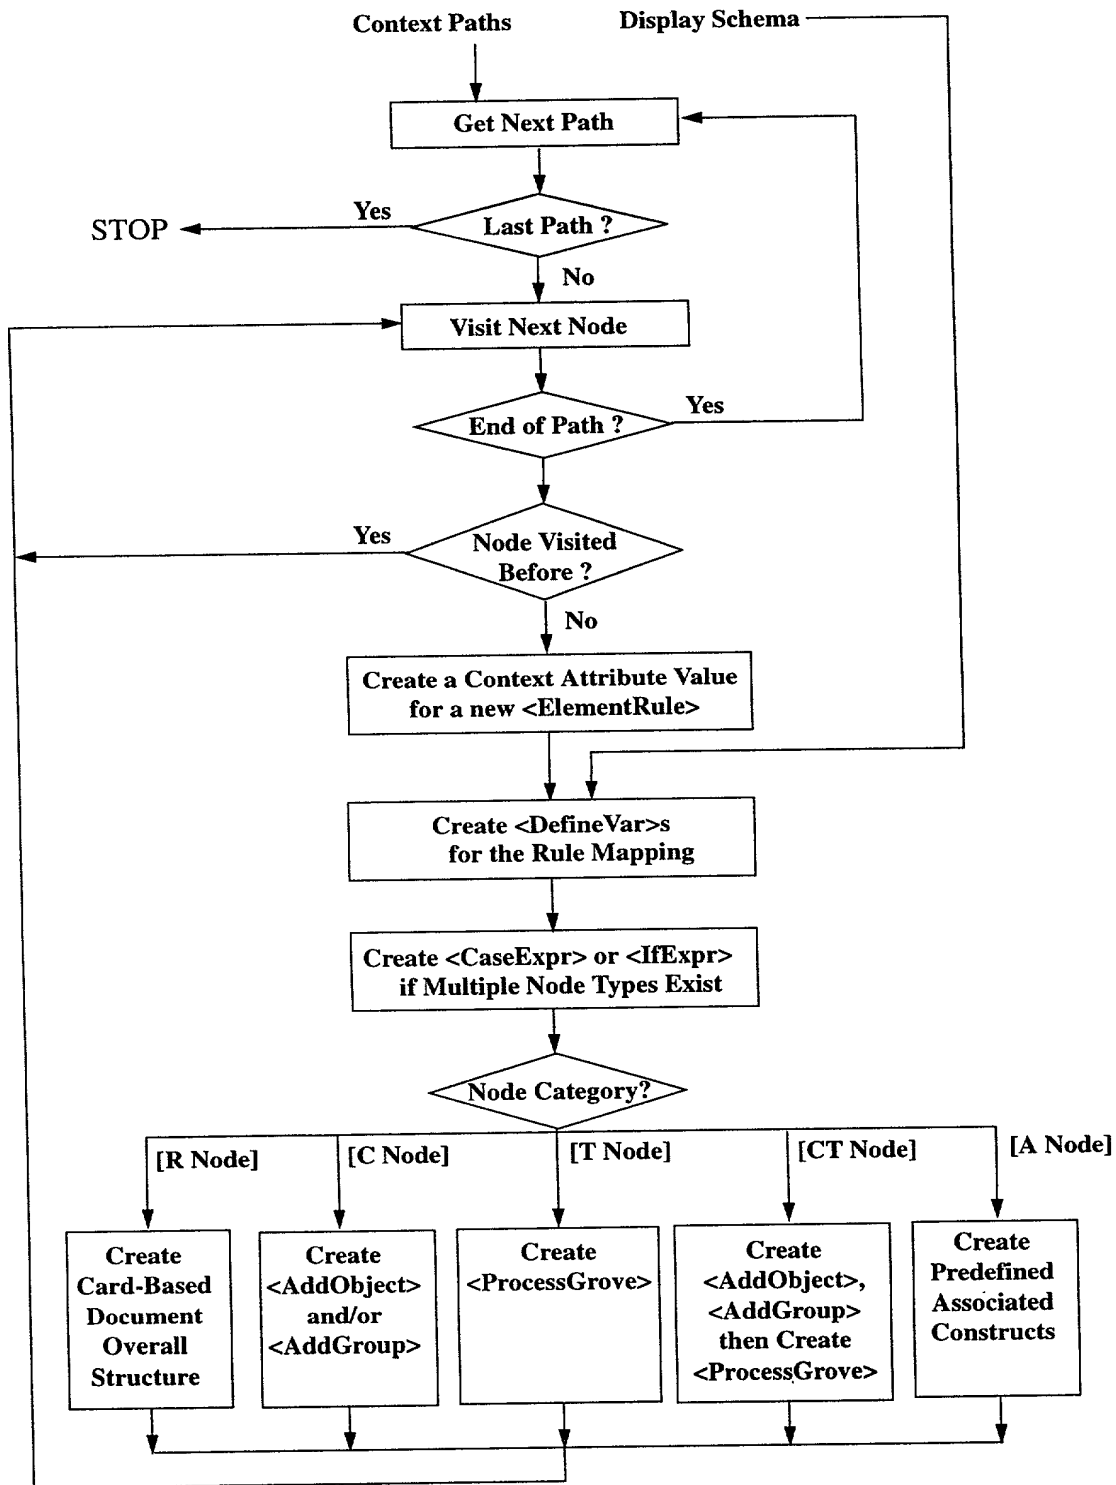 Context Paths
Display Schema
Get Next Path
Yes
STOP
Last Path ?
No
Visit Next Node
Yes
End of Path ?
Yes
Node Visited
Before ?
No
Create a Context Attribute Value
for a new <ElementRule>
Create <DefineVar>s
for the Rule Mapping
Create <CaseExpr> or <IfExpr>
if Multiple Node Types Exist
Node Category?
[R Node]
[C Node]
[T Node]
[CT Node]
[A Node]
Create
Card-Based
Document
Overall
Structure
Create
<AddObject>
and/or
<AddGroup>
Create
<ProcessGrove>
Create
<AddObject>,
<AddGroup>
then Create
<ProcessGrove>
Create
Predefined
Associated
Constructs